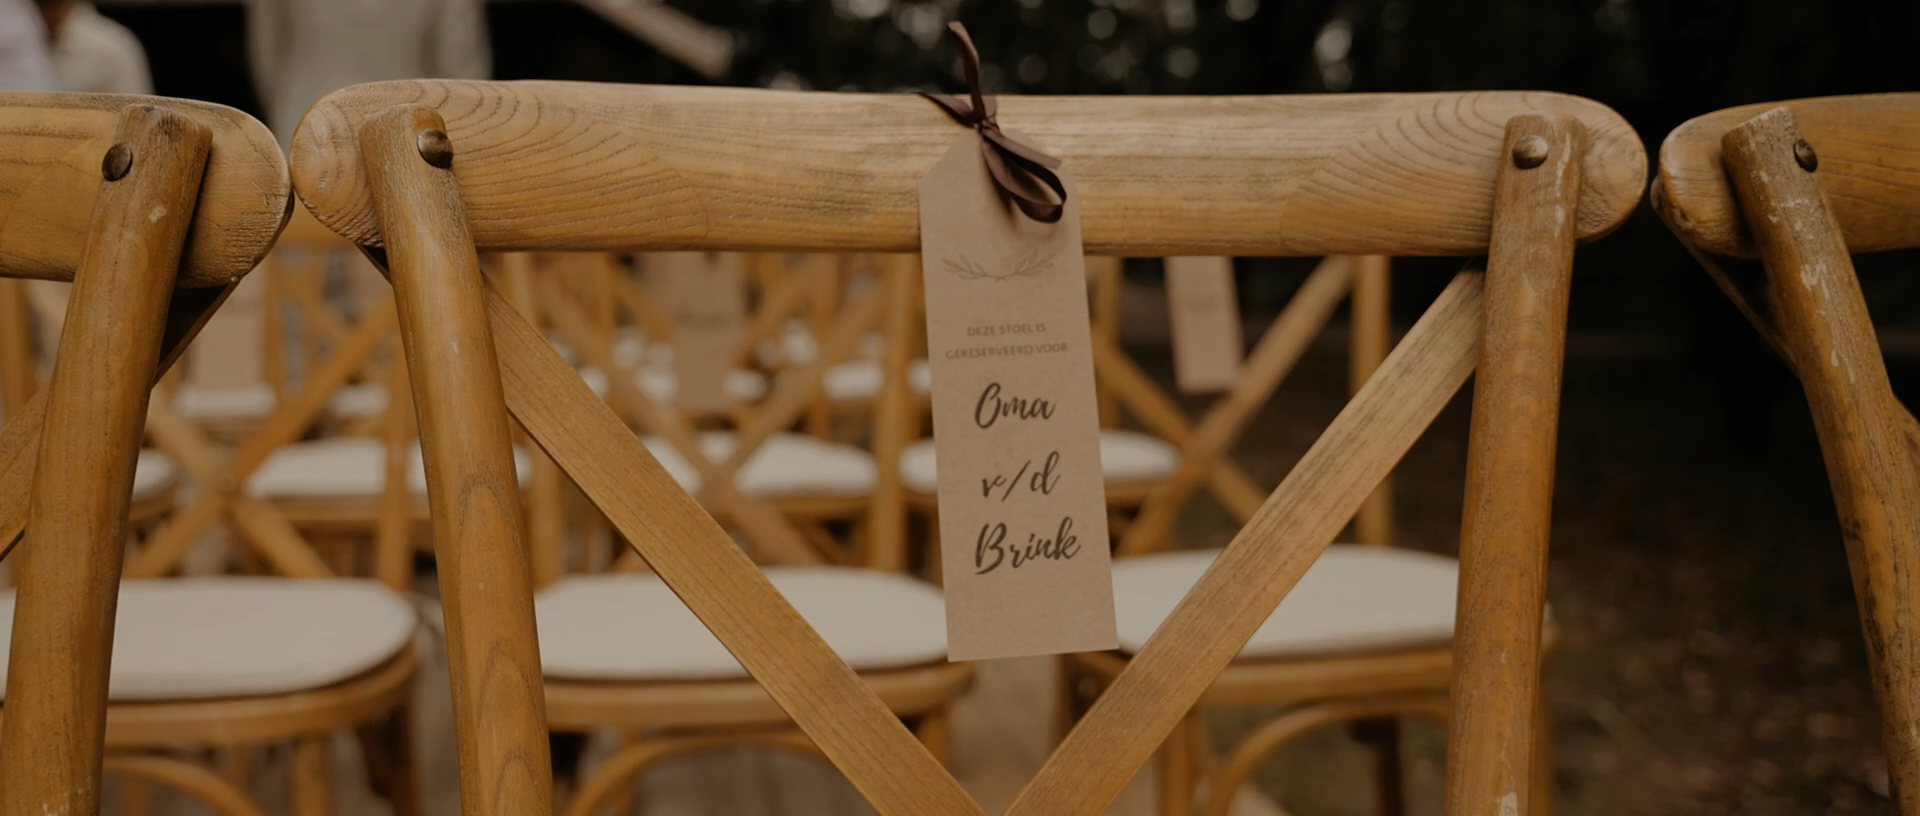 DEZE STOEL IS
GERESERVEERD VOOR
Oma
v/d
Brink